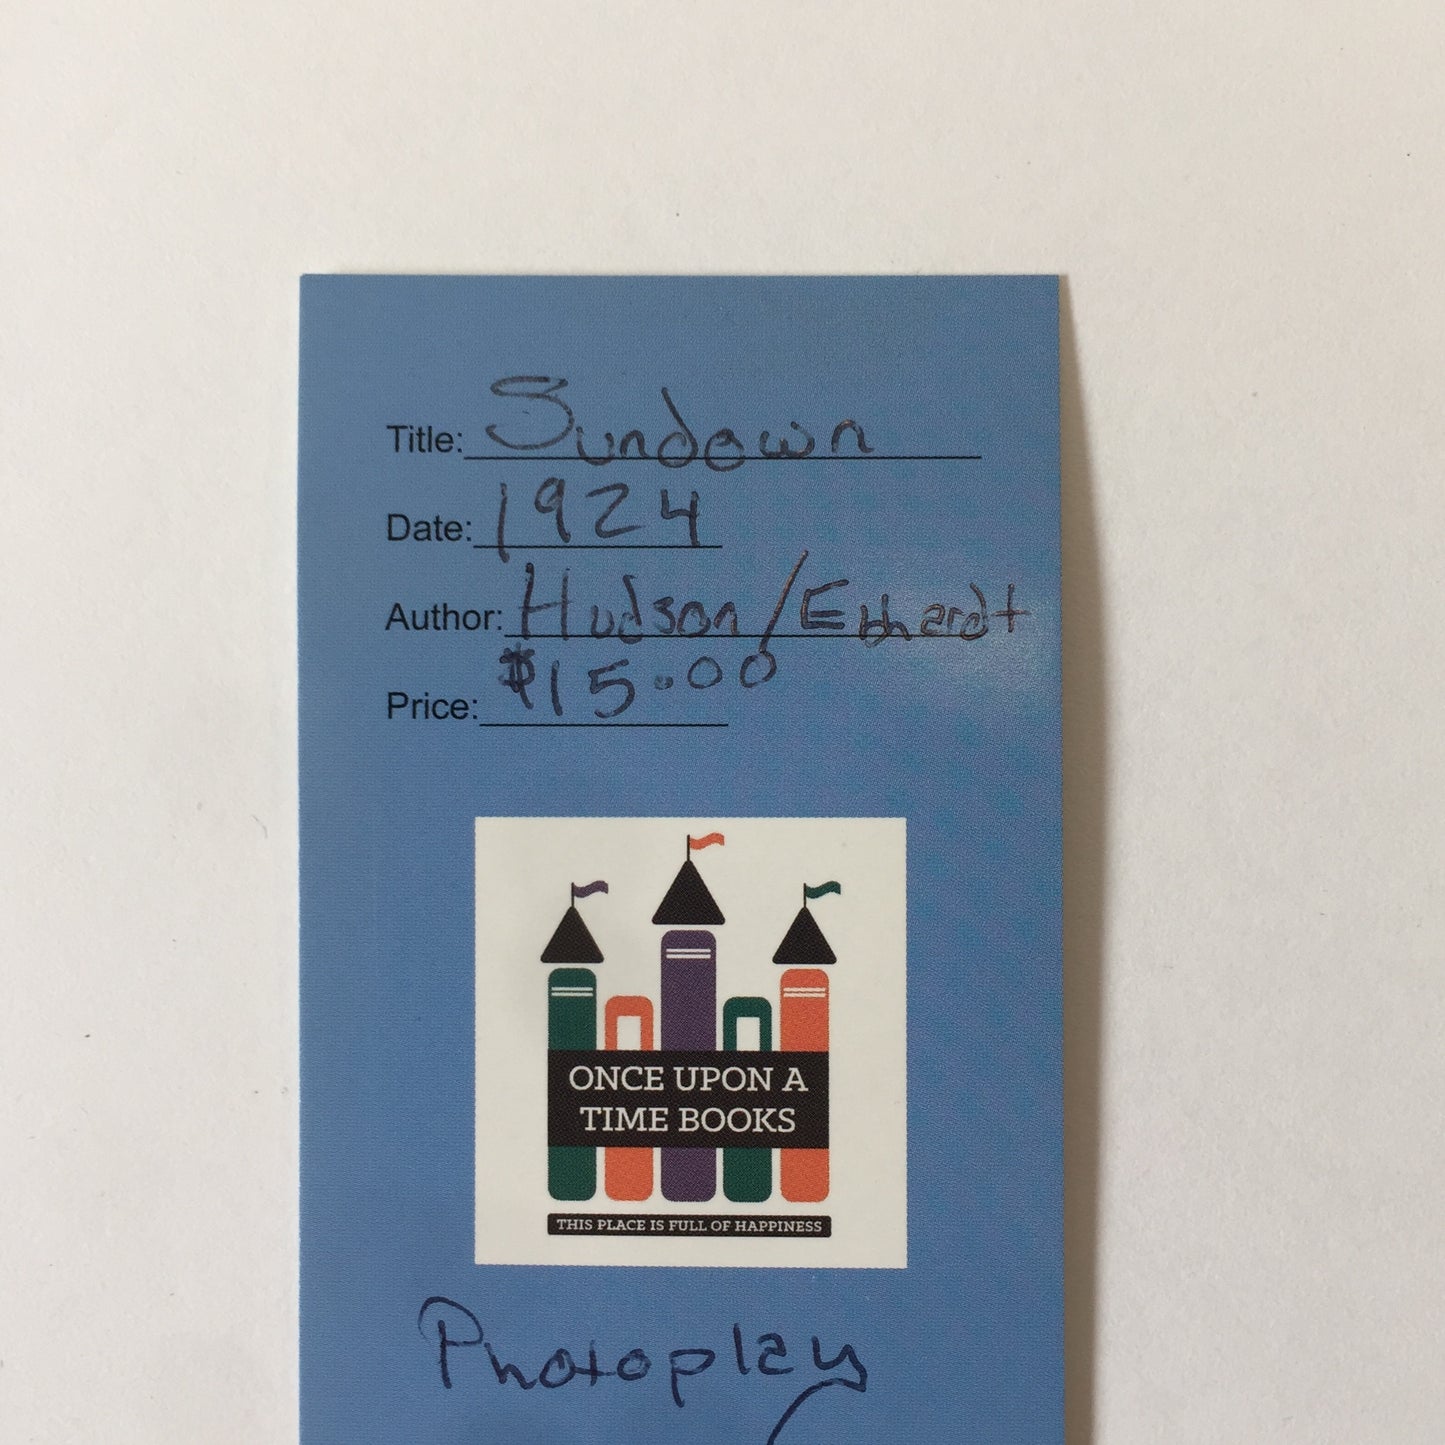 Title: Sundown
Date: 1924
Author: Hudson/Ebhardt
Price: $15.00
ONCE UPON A
TIME BOOKS
THIS PLACE IS FULL OF HAPPINESS
Photoplay